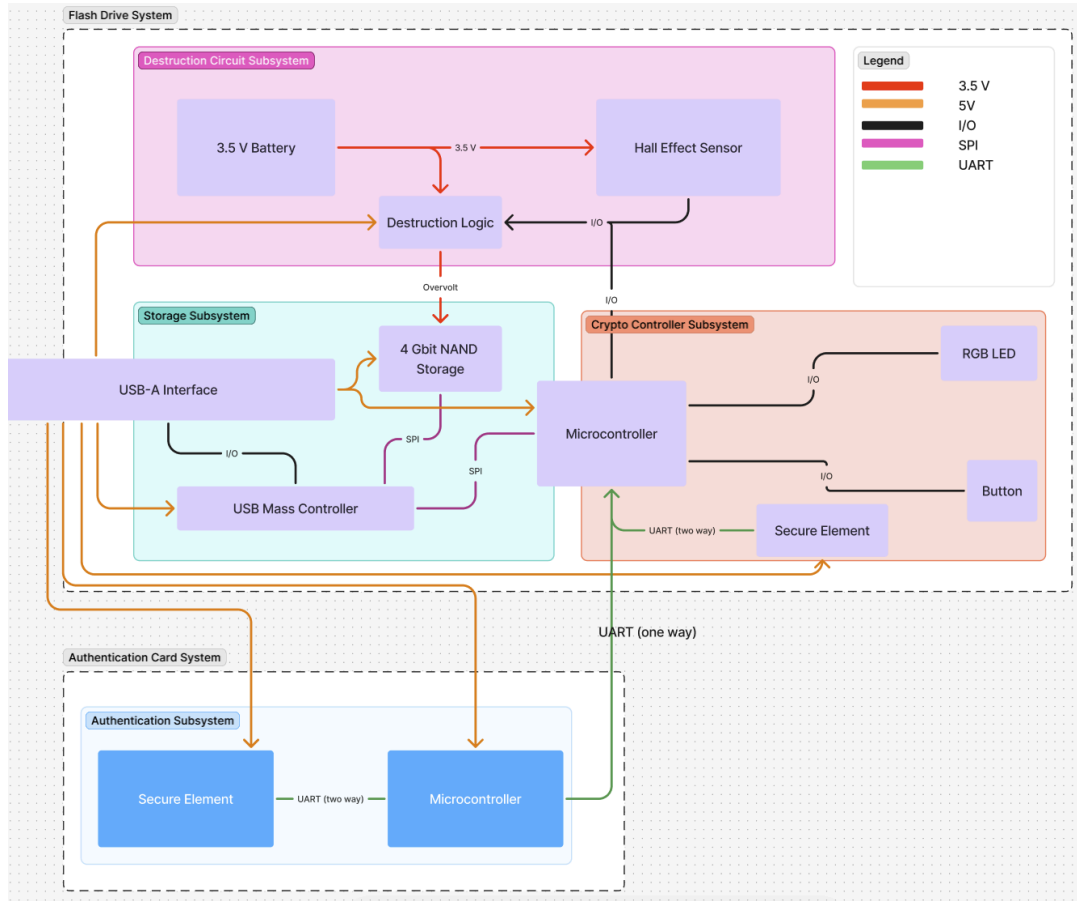 Flash Drive System
Destruction Circuit Subsystem
Legend
3.5 V
5V
I/O
SPI
UART
3.5 V Battery
3.5 V
Hall Effect Sensor
Destruction Logic
I/O
Overvolt
I/O
Storage Subsystem
Crypto Controller Subsystem
4 Gbit NAND
Storage
RGB LED
USB-A Interface
I/O
Microcontroller
SPI
I/O
SPI
I/O
Button
USB Mass Controller
UART (two way)
Secure Element
UART (one way)
Authentication Card System
Authentication Subsystem
Secure Element
UART (two way)
Microcontroller